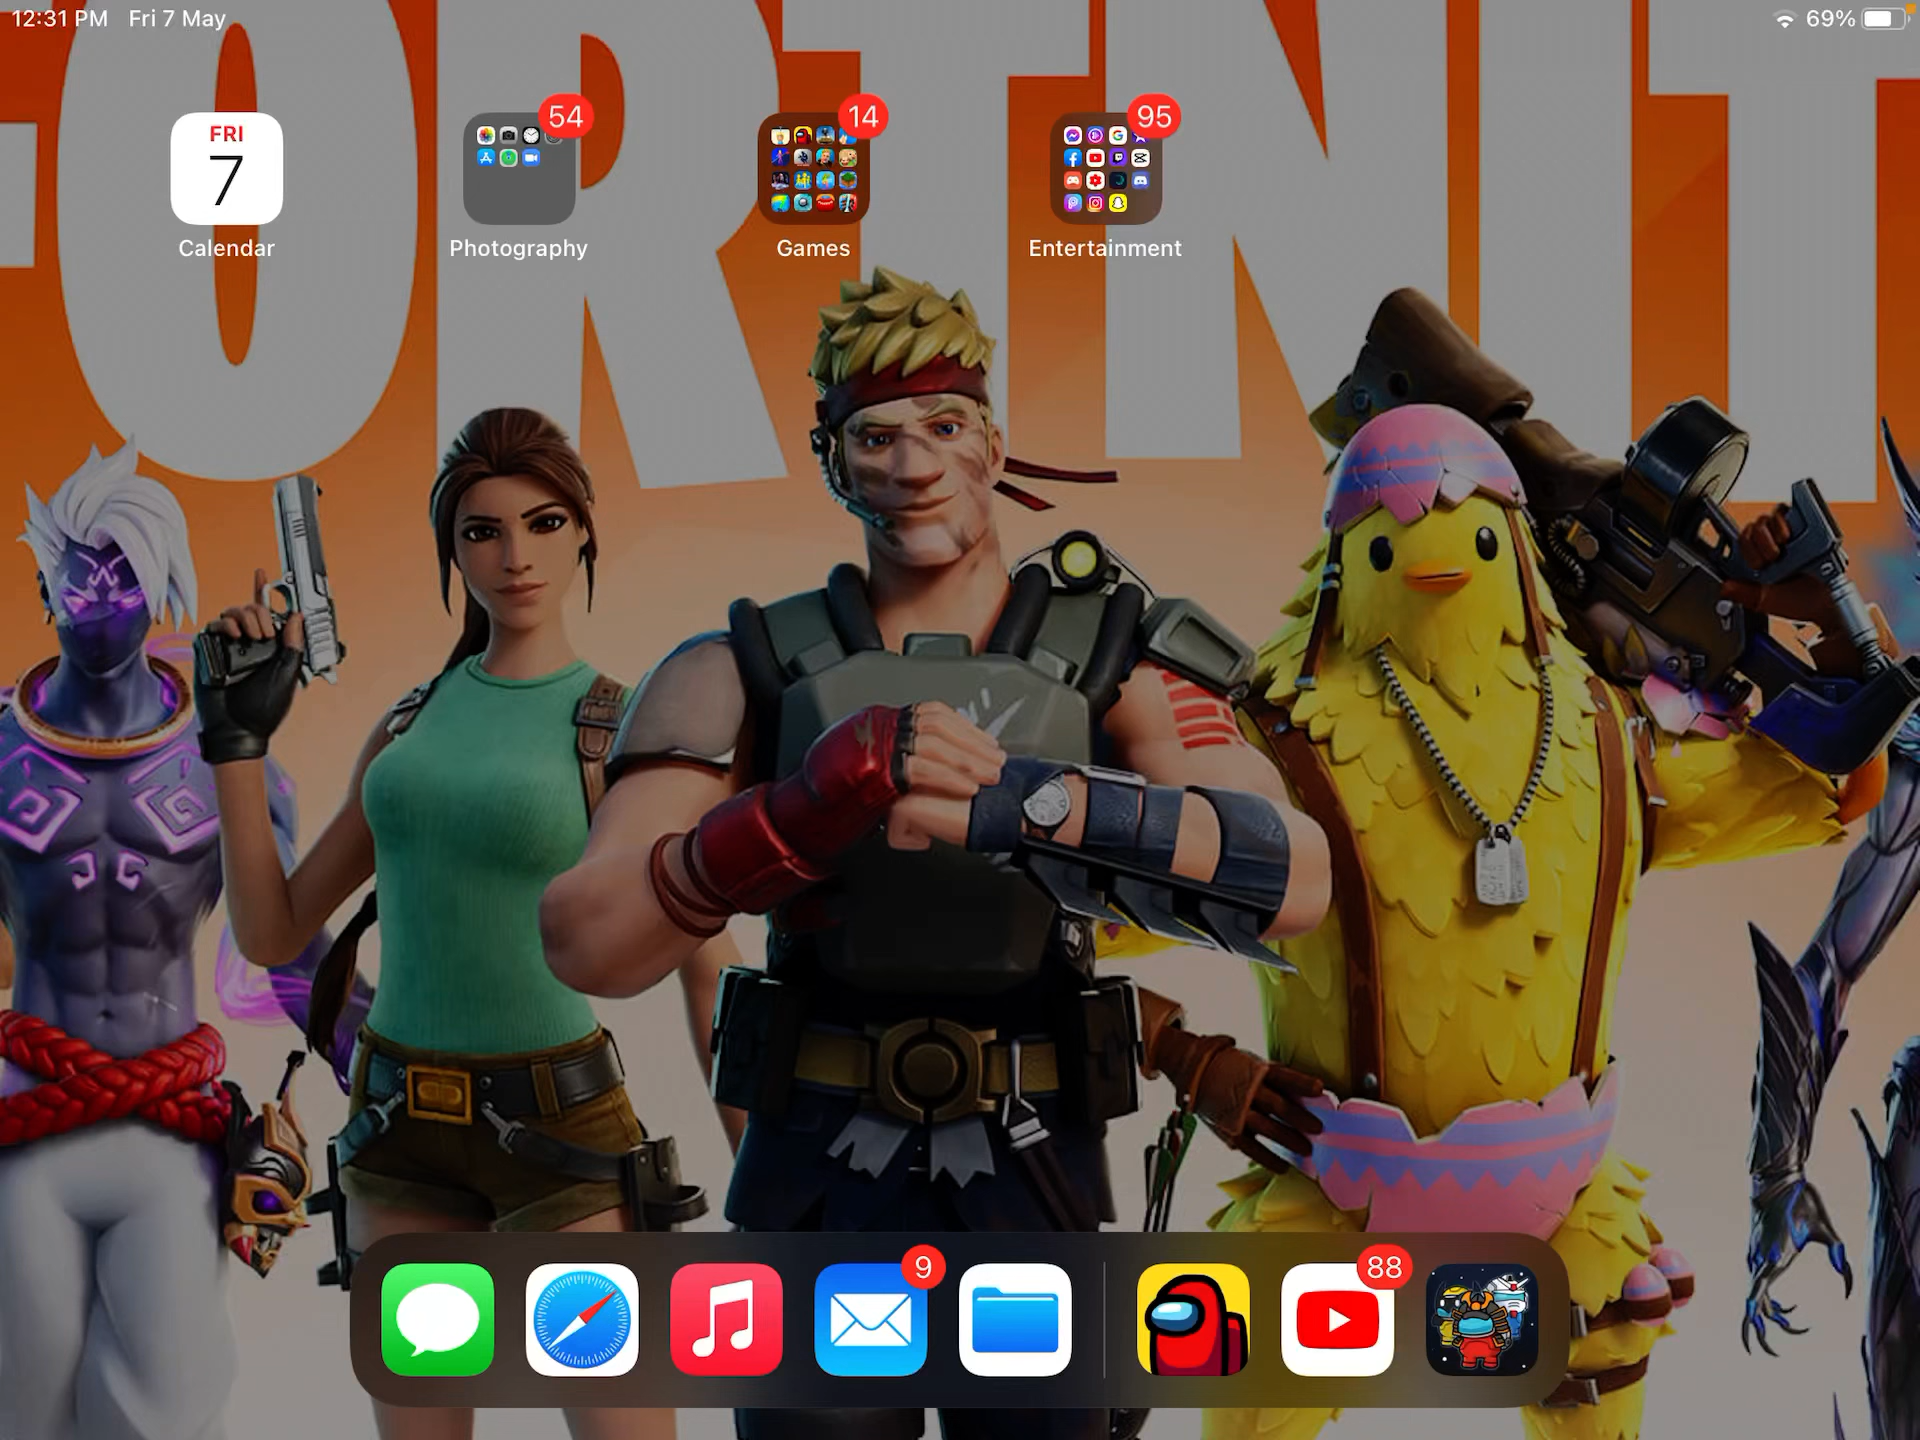 12:31 PM Fri 7 May
69%
FORTNIT
FRI
7
54
14
95
Calendar
Photography
Games
Entertainment
9
88